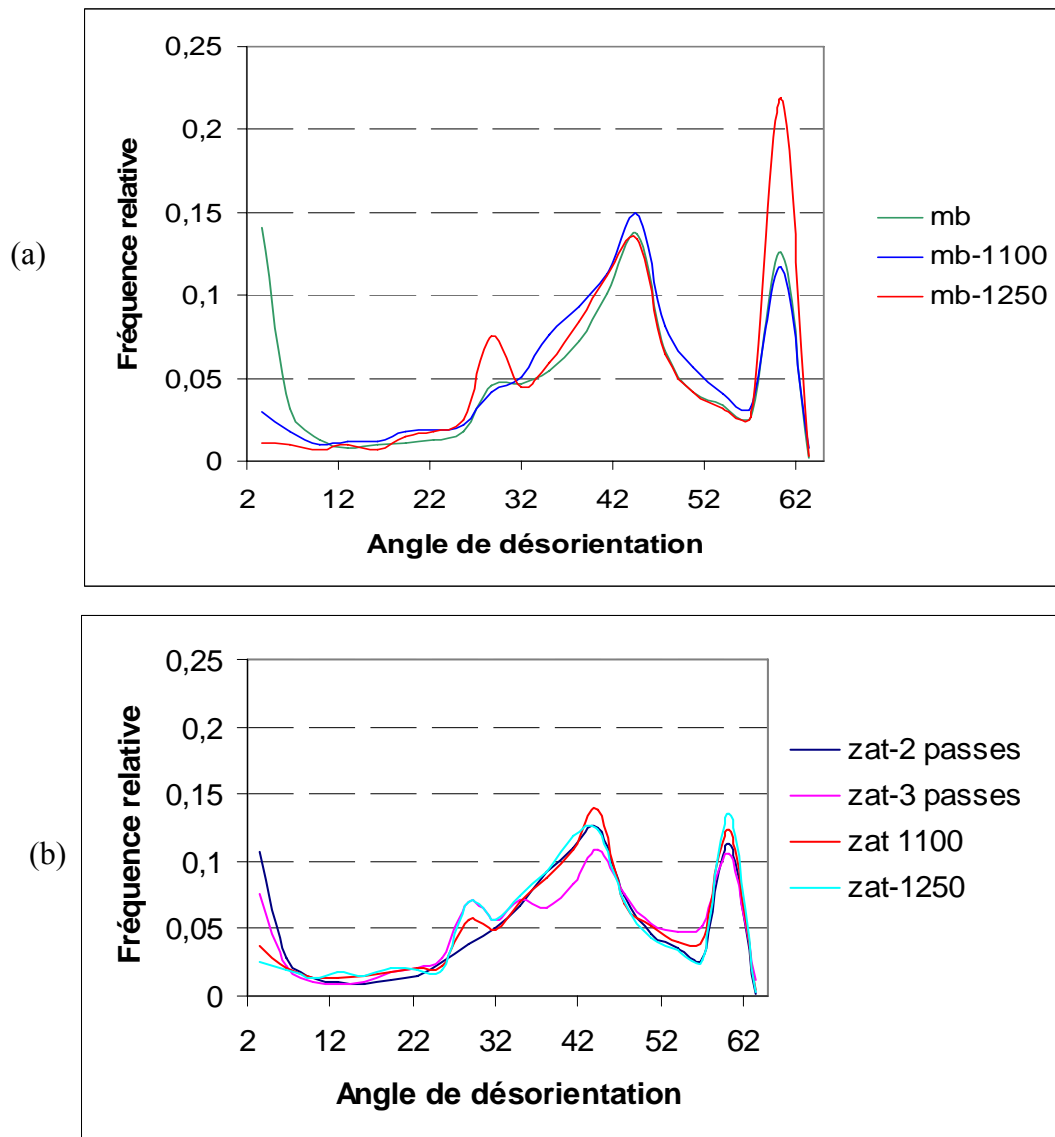 (a)
Fréquence relative
0,25
0,2
0,15
0,1
0,05
0
2 12 22 32 42 52 62
Angle de désorientation
mb
mb-1100
mb-1250
(b)
Fréquence relative
0,25
0,2
0,15
0,1
0,05
0
2 12 22 32 42 52 62
Angle de désorientation
zat-2 passes
zat-3 passes
zat 1100
zat-1250